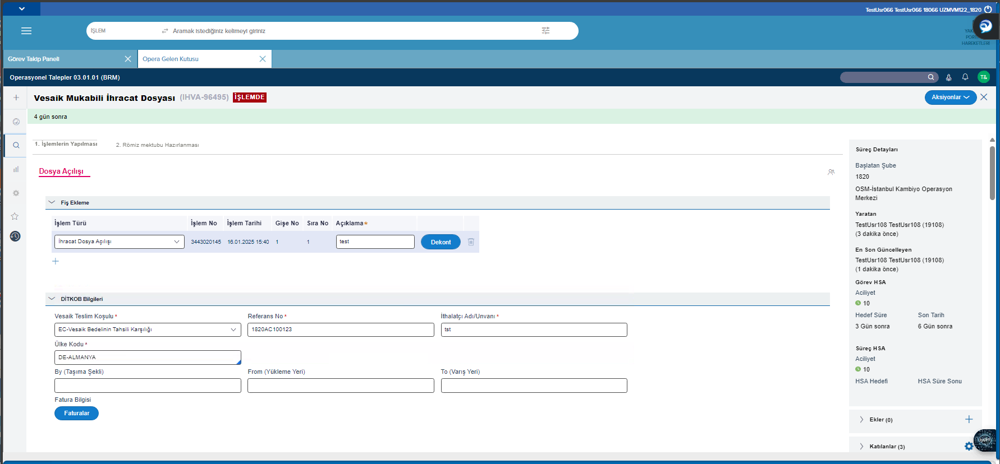 TestUsr066 TestUsr066 18066 UZMVM122_1820
İŞLEM
Aramak istediğiniz kelimeyi giriniz
HAREKETLERİ
Görev Takip Paneli
Opera Gelen Kutusu
Operasyonel Talepler 03.01.01 (BRM)
T&
Vesaik Mukabili İhracat Dosyası (IHVA-96495) İŞLEMDE
Aksiyonlar
4 gün sonra
1. İşlemlerin Yapılması
2. Römiz mektubu Hazırlanması
Dosya Açılışı
Fiş Ekleme
İşlem Türü İşlem No İşlem Tarihi Gişe No Sıra No Açıklama*
İhracat Dosya Açılışı 3443020145 16.01.2025 15:40 1 1 test Dekont
DİTKOB Bilgileri
Vesaik Teslim Koşulu * Referans No * İthalatçı Adı/Unvanı *
EC-Vesaik Bedelinin Tahsili Karşılığı 1820AC100123 tst
Ülke Kodu *
DE-ALMANYA
By (Taşıma Şekli) From (Yükleme Yeri) To (Varış Yeri)
Fatura Bilgisi
Faturalar
Süreç Detayları
Başlatan Şube
1820
OSM-İstanbul Kambiyo Operasyon
Merkezi
Yaratan
TestUsr108 TestUsr108 (19108)
(3 dakika önce)
En Son Güncelleyen
TestUsr108 TestUsr108 (19108)
(1 dakika önce)
Görev HSA
Aciliyet
10
Hedef Süre Son Tarih
3 Gün sonra 6 Gün sonra
Süreç HSA
Aciliyet
10
HSA Hedefi HSA Süre Sonu
Ekler (0)
Katılanlar (3)